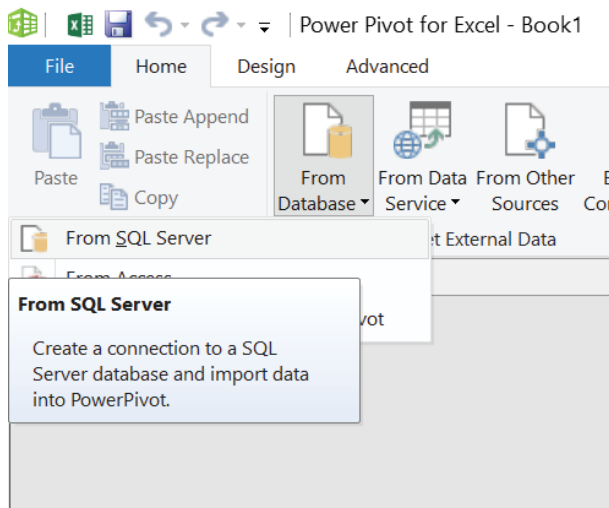 Power Pivot for Excel - Book1
File Home Design Advanced
Paste
Paste Append
Paste Replace
Copy
From
Database
From Data
Service
From Other
Sources
From SQL Server
t External Data
From Access
vot
From SQL Server
Create a connection to a SQL
Server database and import data
into PowerPivot.